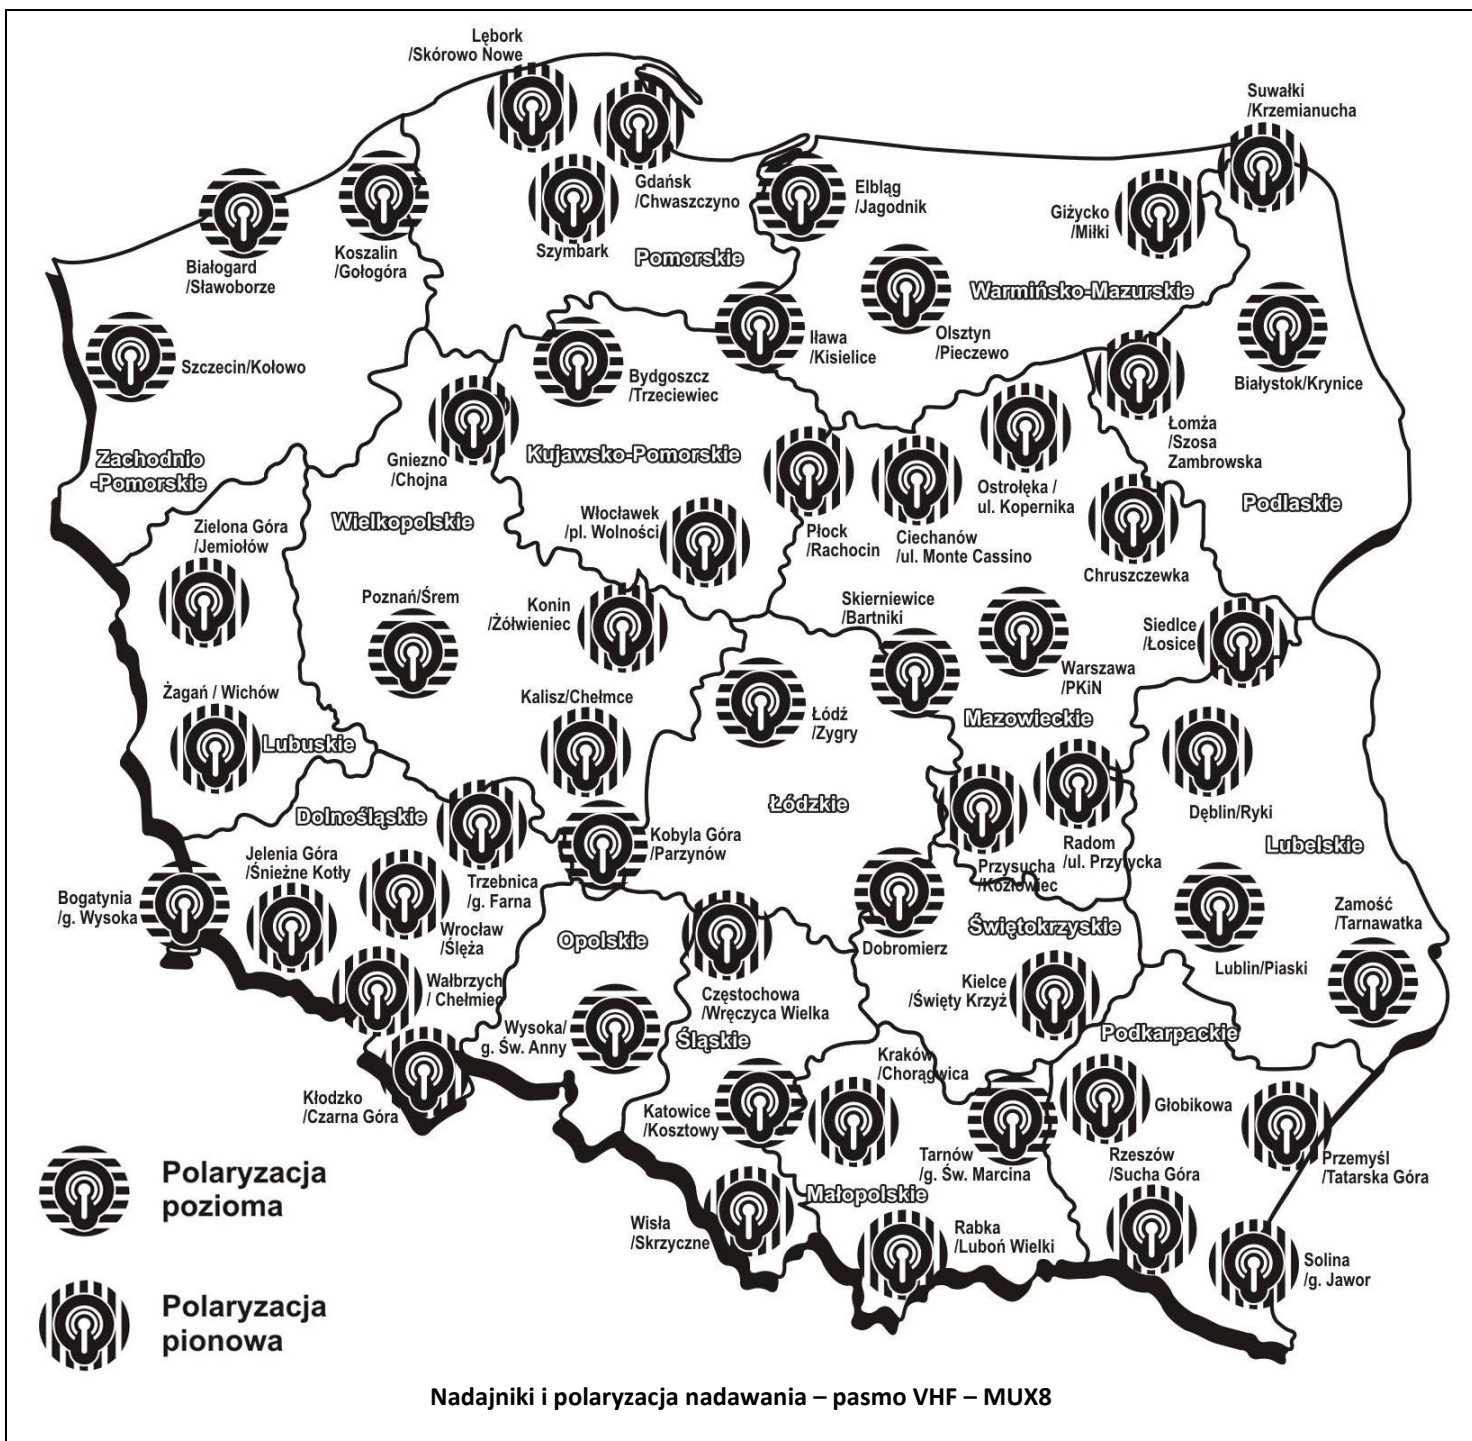 Lębork
/Skórowo Nowe
Suwałki
/Krzemianucha
Gdańsk
/Chwaszczyno
Elbląg
/Jagodnik
Giżycko
/Miłki
Białogard
/Sławoborze
Koszalin
/Gołogóra
Szymbark
Pomorskie
Warmińsko-Mazurskie
Szczecin/Kołowo
Iława
/Kisielice
Olsztyn
/Pieczewo
Bydgoszcz
/Trzeciewiec
Białystok/Krynice
Łomża
/Szosa
Zambrowska
Zachodnio
-Pomorskie
Gniezno
/Chojna
Kujawsko-Pomorskie
Ostrołęka /
ul. Kopernika
Podlaskie
Zielona Góra
/Jemiołów
Wielkopolskie
Włocławek
/pl. Wolności
Płock
/Rachocin
Ciechanów
/ul. Monte Cassino
Chruszczewka
Poznań/Śrem
Konin
/Żółwieniec
Skierniewice
/Bartniki
Siedlce
/Łosice
Warszawa
/PKiN
Żagań / Wichów
Kalisz/Chełmce
Łódź
/Zygry
Mazowieckie
Lubuskie
Łódzkie
Dęblin/Ryki
Dolnośląskie
Kobyla Góra
/Parzynów
Radom
/ul. Przytycka
Lubelskie
Jelenia Góra
/Śnieżne Kotły
Trzebnica
/g. Farna
Przysucha
/Kozłowiec
Bogatynia
/g. Wysoka
Wrocław
/Ślęża
Opolskie
Dobromierz
Świętokrzyskie
Zamość
/Tarnawatka
Lublin/Piaski
Wałbrzych
/ Chełmiec
Częstochowa
/Wręczyca Wielka
Kielce
/Święty Krzyż
Wysoka/
g. Św. Anny
Śląskie
Podkarpackie
Kraków
/Chorągwica
Kłodzko
/Czarna Góra
Katowice
/Kosztowy
Głobikowa
Tarnów
/g. Św. Marcina
Rzeszów
/Sucha Góra
Przemyśl
/Tatarska Góra
Małopolskie
Wisła
/Skrzyczne
Rabka
/Luboń Wielki
Solina
/g. Jawor
Polaryzacja
pozioma
Polaryzacja
pionowa
Nadajniki i polaryzacja nadawania – pasmo VHF – MUX8